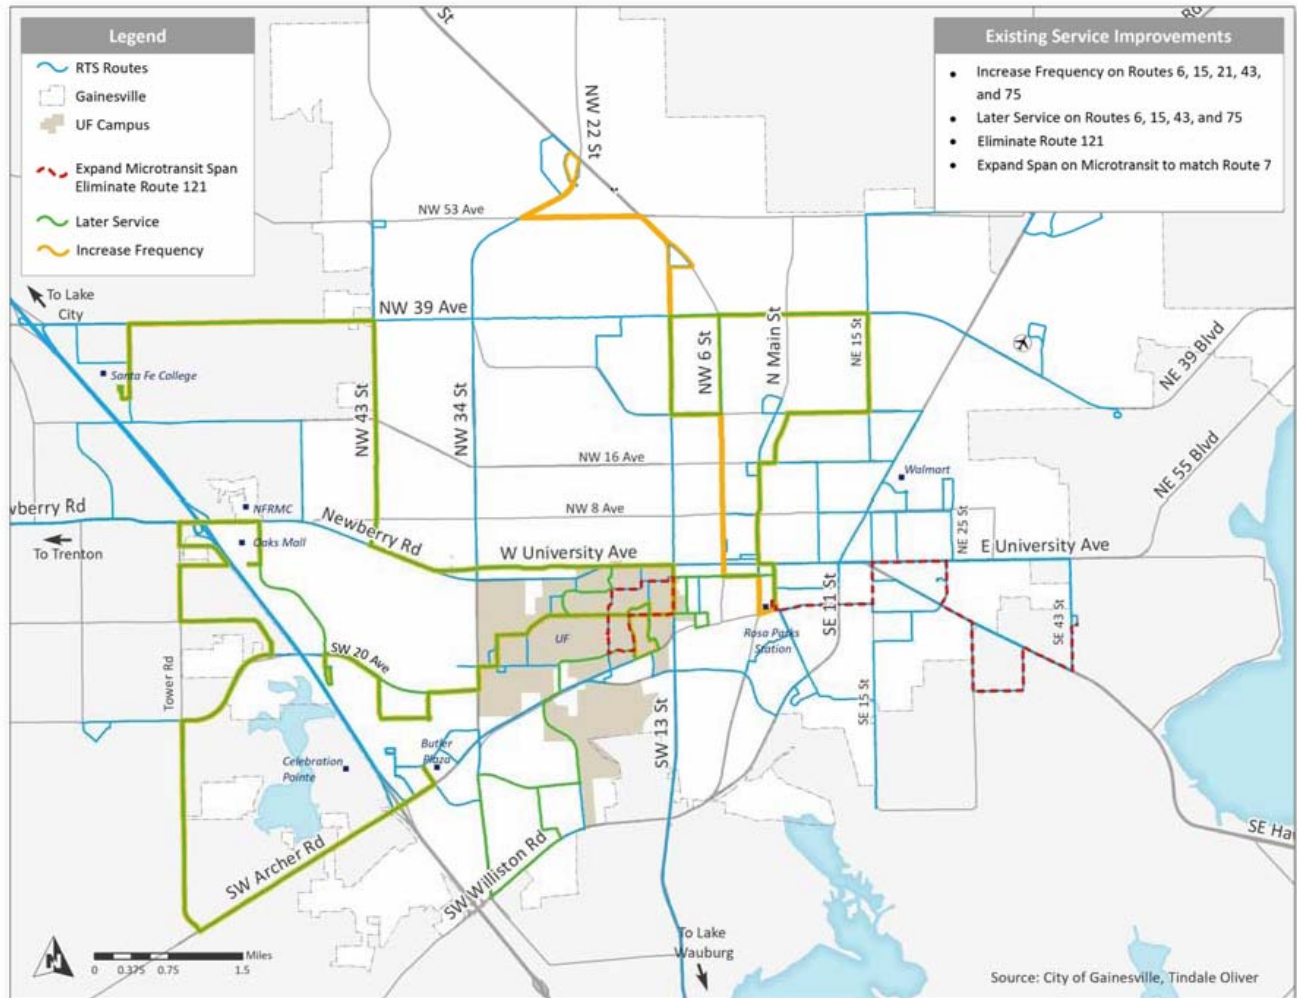 Legend
RTS Routes
Gainesville
UF Campus
Expand Microtransit Span
Eliminate Route 121
Later Service
Increase Frequency
Existing Service Improvements
• Increase Frequency on Routes 6, 15, 21, 43,
and 75
• Later Service on Routes 6, 15, 43, and 75
• Eliminate Route 121
• Expand Span on Microtransit to match Route 7
St
Ro
NW 22 St
NW 53 Ave
To Lake
City
NW 39 Ave
NW 6 St
N Main St
NE 15 St
NE 39 Blvd
Santa Fe College
NW 43 St
NW 34 St
NW 16 Ave
Walmart
NE 55 Blvd
wberry Rd
NFRMC
Newberry Rd
NW 8 Ave
NE 25 St
To Trenton
Oaks Mall
W University Ave
E University Ave
SE 11 St
SE 43 St
UF
Rosa Parks
Station
SW 20 Ave
Tower Rd
SE 15 St
SW 13 St
Butler
Plaza
Celebration
Pointe
SE Ha
SW Archer Rd
SW Williston Rd
To Lake
Wauburg
Miles
0 0.375 0.75 1.5
N
Source: City of Gainesville, Tindale Oliver